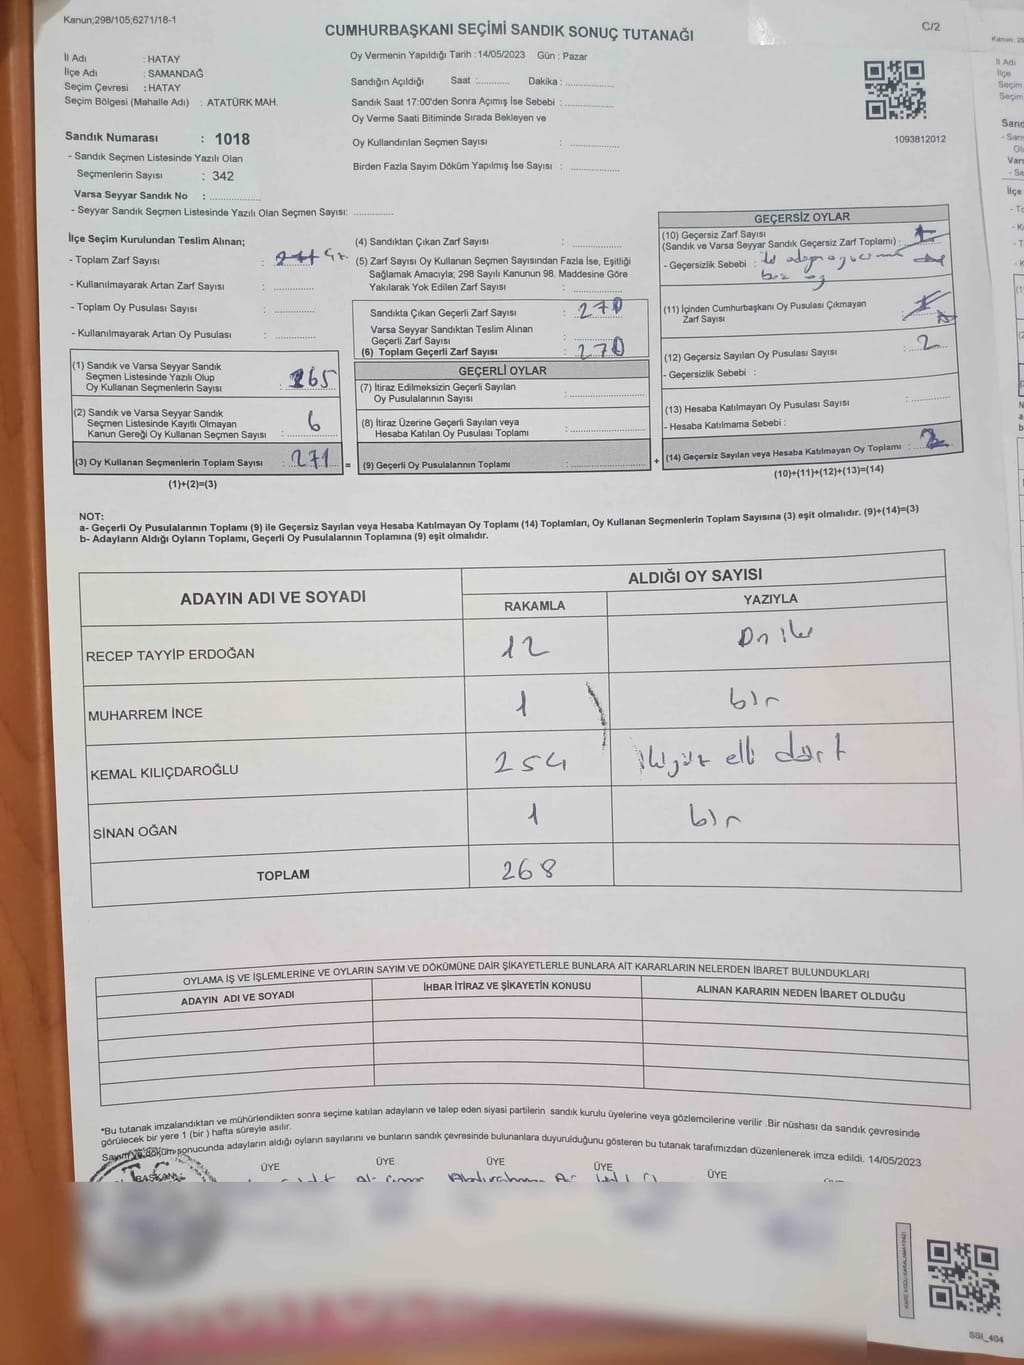 Kanun;298/105;6271/18-1
CUMHURBAŞKANI SEÇİMİ SANDIK SONUÇ TUTANAĞI
C/2
İl Adı : HATAY
İlçe Adı : SAMANDAĞ
Seçim Çevresi : HATAY
Seçim Bölgesi (Mahalle Adı) : ATATÜRK MAH.
Oy Vermenin Yapıldığı Tarih : 14/05/2023 Gün : Pazar
Sandığın Açıldığı Saat :........... Dakika :................
Sandık Saat 17:00'den Sonra Açımış İse Sebebi :................
Oy Verme Saati Bitiminde Sırada Bekleyen ve
Oy Kullandırılan Seçmen Sayısı : ................
Birden Fazla Sayım Döküm Yapılmış İse Sayısı : ................
1093812012
Sandık Numarası : 1018
- Sandık Seçmen Listesinde Yazılı Olan
Seçmenlerin Sayısı : 342
Varsa Seyyar Sandık No : ................
- Seyyar Sandık Seçmen Listesinde Yazılı Olan Seçmen Sayısı: .............
İlçe Seçim Kurulundan Teslim Alınan;
- Toplam Zarf Sayısı :
- Kullanılmayarak Artan Zarf Sayısı : .............
- Toplam Oy Pusulası Sayısı : .............
- Kullanılmayarak Artan Oy Pusulası : .............
(1) Sandık ve Varsa Seyyar Sandık
Seçmen Listesinde Yazılı Olup
Oy Kullanan Seçmenlerin Sayısı : 265
(2) Sandık ve Varsa Seyyar Sandık
Seçmen Listesinde Kayıtlı Olmayan
Kanun Gereği Oy Kullanan Seçmen Sayısı : 6
(3) Oy Kullanan Seçmenlerin Toplam Sayısı : 271 =
(1)+(2)=(3)
(4) Sandıktan Çıkan Zarf Sayısı : .............
(5) Zarf Sayısı Oy Kullanan Seçmen Sayısından Fazla İse, Eşitliği
Sağlamak Amacıyla; 298 Sayılı Kanunun 98. Maddesine Göre
Yakılarak Yok Edilen Zarf Sayısı : .............
Sandıkta Çıkan Geçerli Zarf Sayısı : 270
Varsa Seyyar Sandıktan Teslim Alınan
Geçerli Zarf Sayısı : .............
(6) Toplam Geçerli Zarf Sayısı : 270
GEÇERLİ OYLAR
(7) İtiraz Edilmeksizin Geçerli Sayılan
Oy Pusulalarının Sayısı : ................
(8) İtiraz Üzerine Geçerli Sayılan veya
Hesaba Katılan Oy Pusulası Toplamı : ................
(9) Geçerli Oy Pusulalarının Toplamı : ................ +
GEÇERSİZ OYLAR
(10) Geçersiz Zarf Sayısı
(Sandık ve Varsa Seyyar Sandık Geçersiz Zarf Toplamı) :
- Geçersizlik Sebebi :
(11) İçinden Cumhurbaşkanı Oy Pusulası Çıkmayan
Zarf Sayısı :
(12) Geçersiz Sayılan Oy Pusulası Sayısı : 2
- Geçersizlik Sebebi :
(13) Hesaba Katılmayan Oy Pusulası Sayısı : .............
- Hesaba Katılmama Sebebi :
(14) Geçersiz Sayılan veya Hesaba Katılmayan Oy Toplamı :
(10)+(11)+(12)+(13)=(14)
NOT:
a- Geçerli Oy Pusulalarının Toplamı (9) ile Geçersiz Sayılan veya Hesaba Katılmayan Oy Toplamı (14) Toplamları, Oy Kullanan Seçmenlerin Toplam Sayısına (3) eşit olmalıdır. (9)+(14)=(3)
b- Adayların Aldığı Oyların Toplamı, Geçerli Oy Pusulalarının Toplamına (9) eşit olmalıdır.
ADAYIN ADI VE SOYADI ALDIĞI OY SAYISI
RAKAMLA YAZIYLA
RECEP TAYYİP ERDOĞAN 12 On iki
MUHARREM İNCE 1 bir
KEMAL KILIÇDAROĞLU 254 ikiyüz elli dört
SİNAN OĞAN 1 bir
TOPLAM 268
OYLAMA İŞ VE İŞLEMLERİNE VE OYLARIN SAYIM VE DÖKÜMÜNE DAİR ŞİKAYETLERLE BUNLARA AİT KARARLARIN NELERDEN İBARET BULUNDUKLARI
ADAYIN ADI VE SOYADI İHBAR İTİRAZ VE ŞİKAYETİN KONUSU ALINAN KARARIN NEDEN İBARET OLDUĞU
*Bu tutanak imzalandıktan ve mühürlendikten sonra seçime katılan adayların ve talep eden siyasi partilerin sandık kurulu üyelerine veya gözlemcilerine verilir .Bir nüshası da sandık çevresinde
görülecek bir yere 1 (bir ) hafta süreyle asılır.
Sayım ve döküm sonucunda adayların aldığı oyların sayılarını ve bunların sandık çevresinde bulunanlara duyurulduğunu gösteren bu tutanak tarafımızdan düzenlenerek imza edildi. 14/05/2023
BAŞKAN ÜYE ÜYE ÜYE ÜYE ÜYE
SSI_404